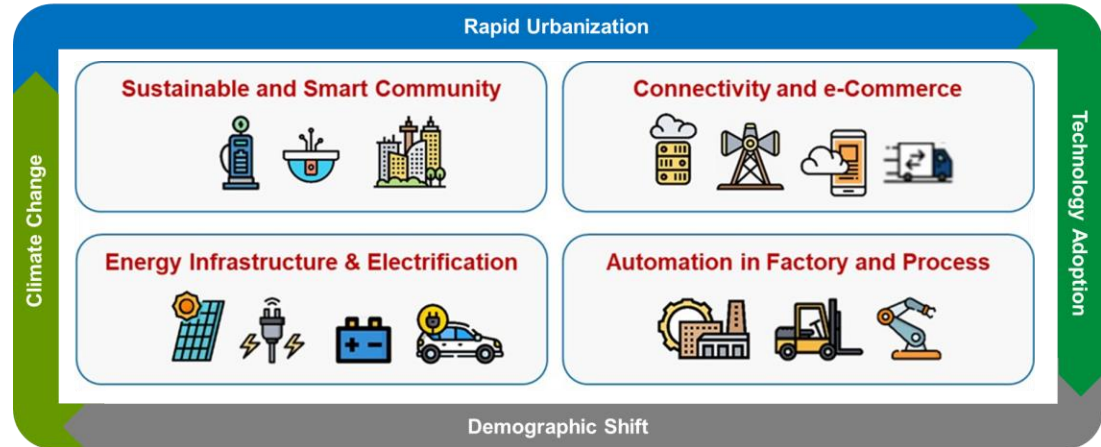 Rapid Urbanization
Sustainable and Smart Community
Connectivity and e-Commerce
Climate Change
Technology Adoption
Energy Infrastructure & Electrification
Automation in Factory and Process
Demographic Shift